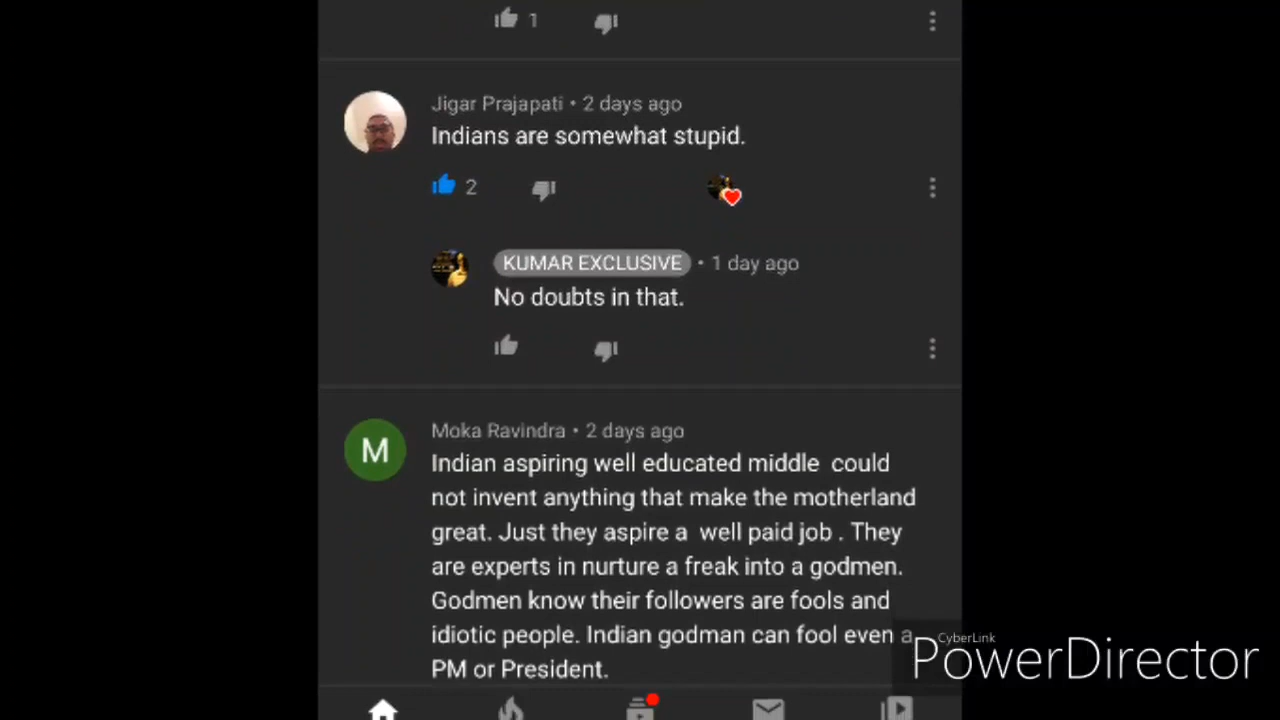 1
Jigar Prajapati • 2 days ago
Indians are somewhat stupid.
2
KUMAR EXCLUSIVE • 1 day ago
No doubts in that.
M
Moka Ravindra • 2 days ago
Indian aspiring well educated middle could
not invent anything that make the motherland
great. Just they aspire a well paid job . They
are experts in nurture a freak into a godmen.
Godmen know their followers are fools and
idiotic people. Indian godman can fool even a
PM or President.
CyberLink
PowerDirector